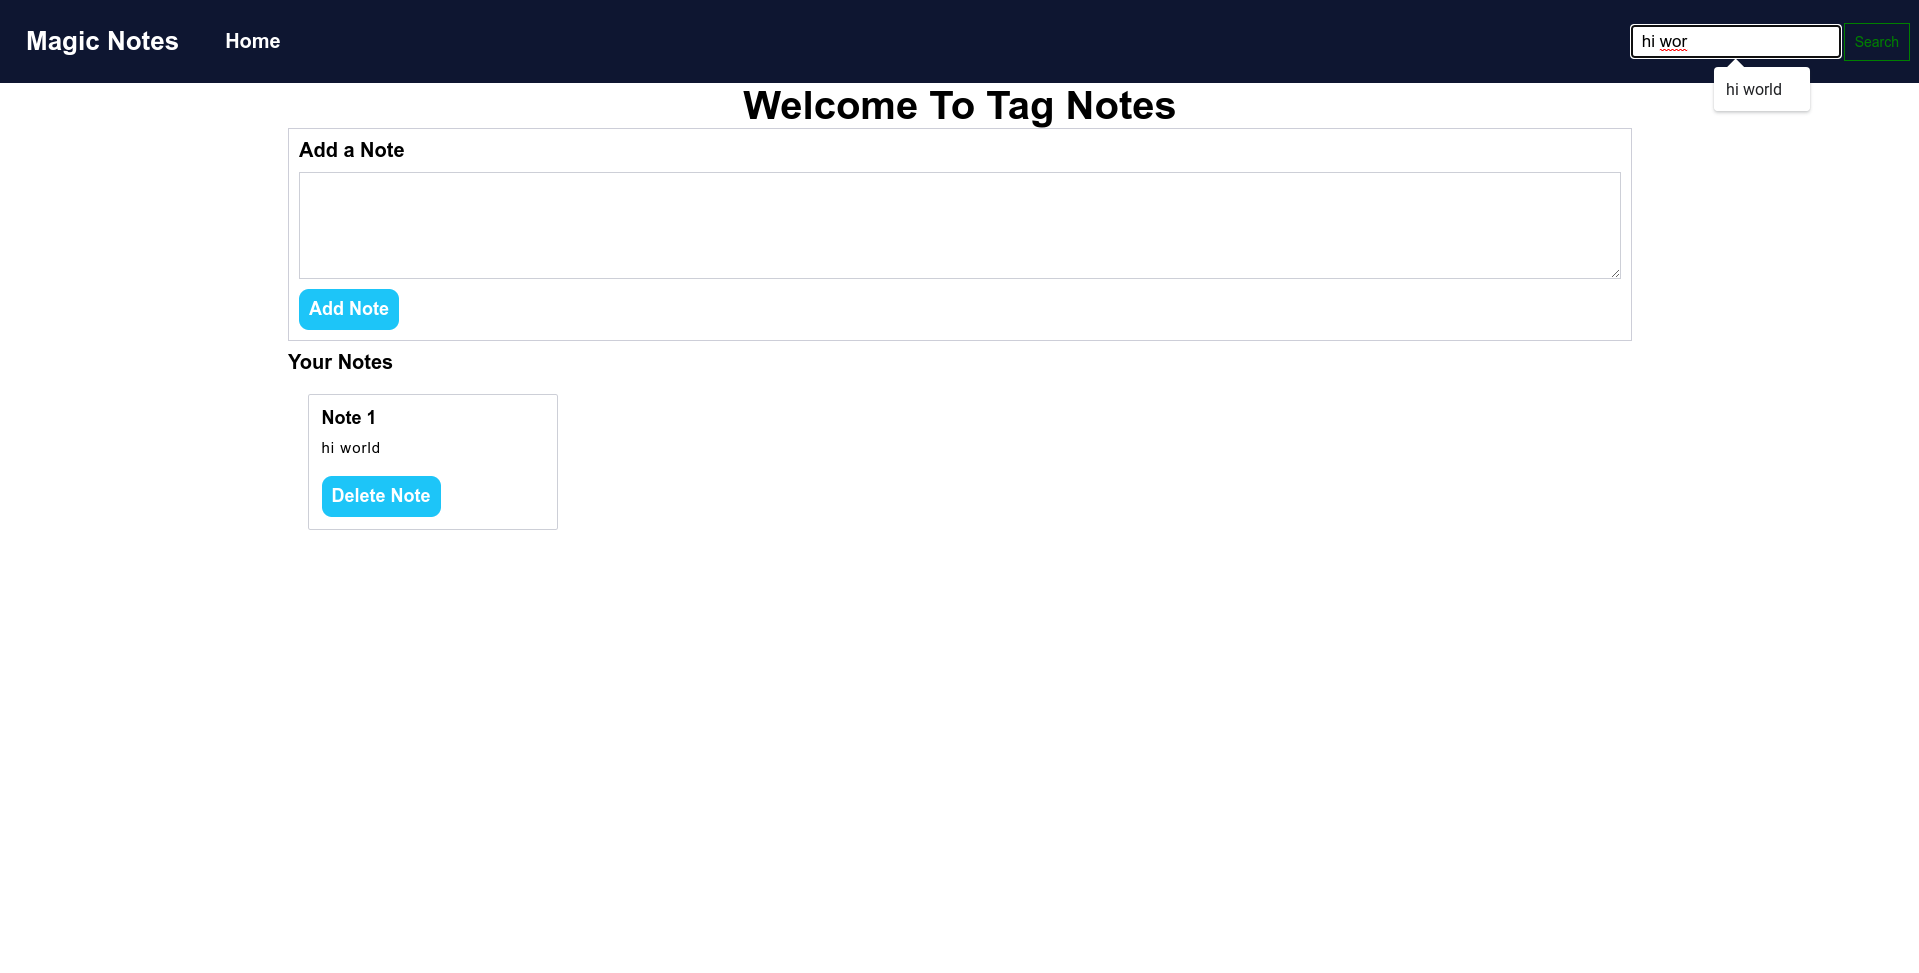 Magic Notes Home hi wor Search
hi world
Welcome To Tag Notes
Add a Note
Add Note
Your Notes
Note 1
hi world
Delete Note